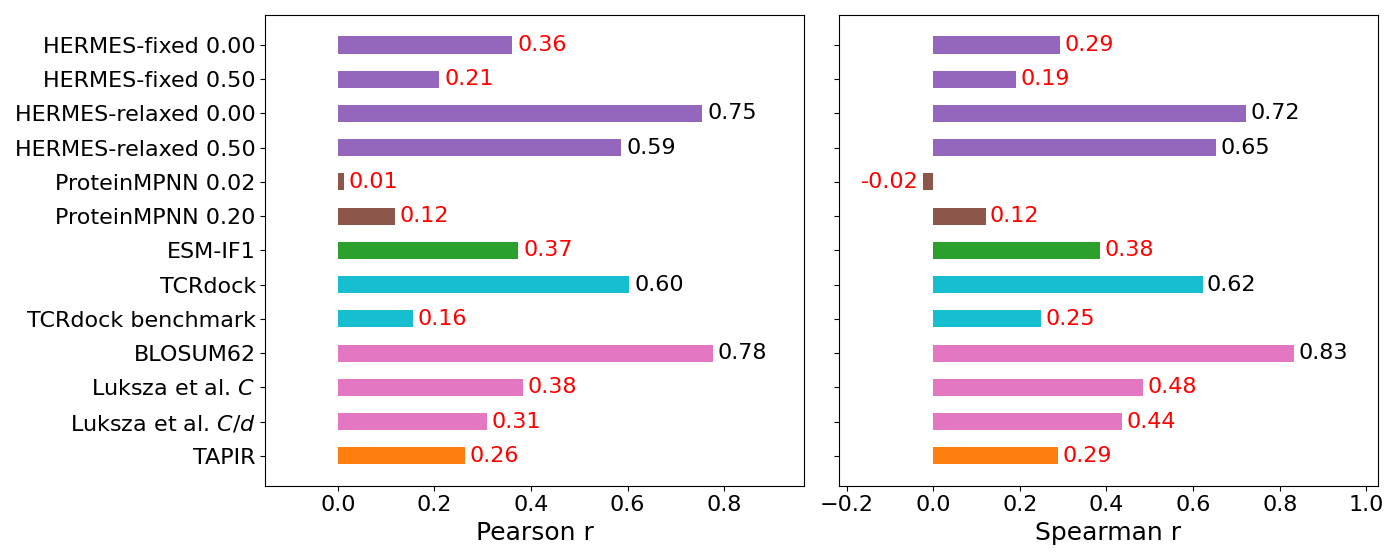 HERMES-fixed 0.00 0.36 0.29
HERMES-fixed 0.50 0.21 0.19
HERMES-relaxed 0.00 0.75 0.72
HERMES-relaxed 0.50 0.59 0.65
ProteinMPNN 0.02 0.01 -0.02
ProteinMPNN 0.20 0.12 0.12
ESM-IF1 0.37 0.38
TCRdock 0.60 0.62
TCRdock benchmark 0.16 0.25
BLOSUM62 0.78 0.83
Luksza et al. C 0.38 0.48
Luksza et al. C/d 0.31 0.44
TAPIR 0.26 0.29
0.0 0.2 0.4 0.6 0.8 −0.2 0.0 0.2 0.4 0.6 0.8 1.0
Pearson r Spearman r